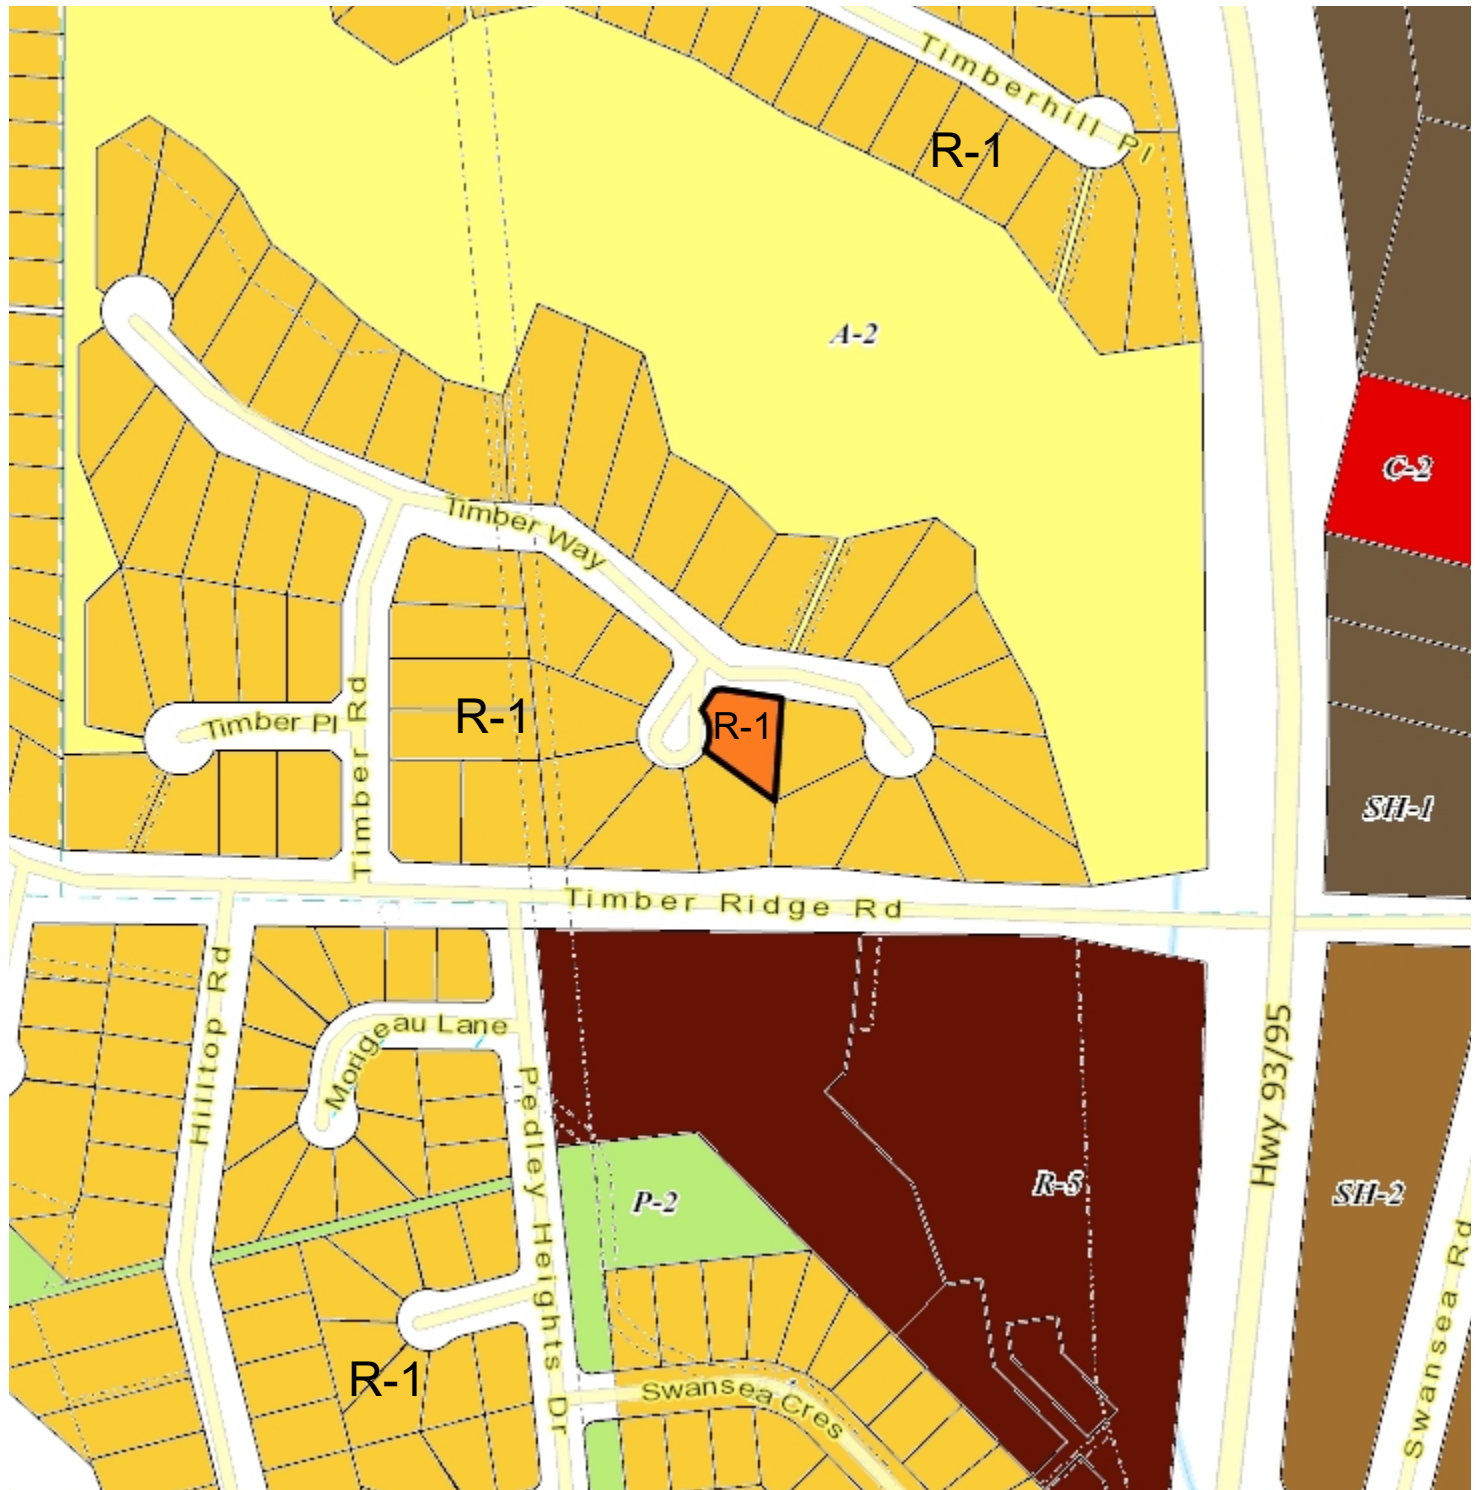 Timberhill Pl
R-1
A-2
C-2
Timber Way
Timber Rd
R-1
R-1
Timber Pl
SH-1
Timber Ridge Rd
Hilltop Rd
Morigeau Lane
Hwy 93/95
Pedley Heights Dr
P-2
R-5
SH-2
Swansea Rd
R-1
Swansea Cres